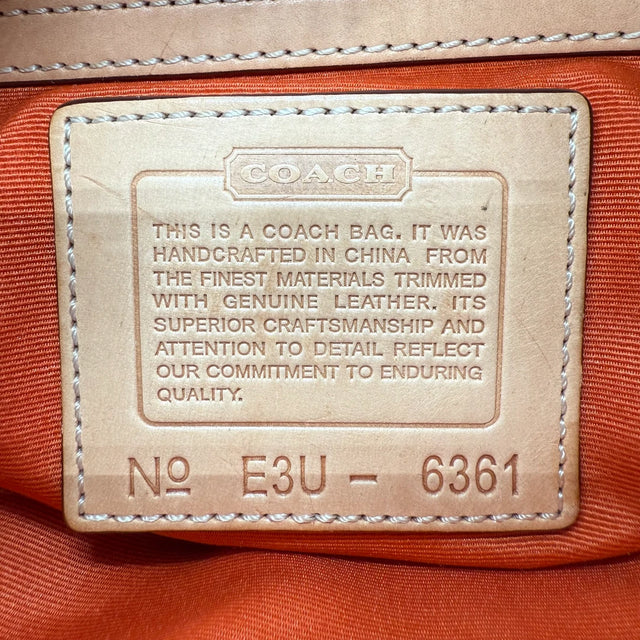 COACH
THIS IS A COACH BAG. IT WAS
HANDCRAFTED IN CHINA FROM
THE FINEST MATERIALS TRIMMED
WITH GENUINE LEATHER. ITS
SUPERIOR CRAFTSMANSHIP AND
ATTENTION TO DETAIL REFLECT
OUR COMMITMENT TO ENDURING
QUALITY.
Nº E3U - 6361